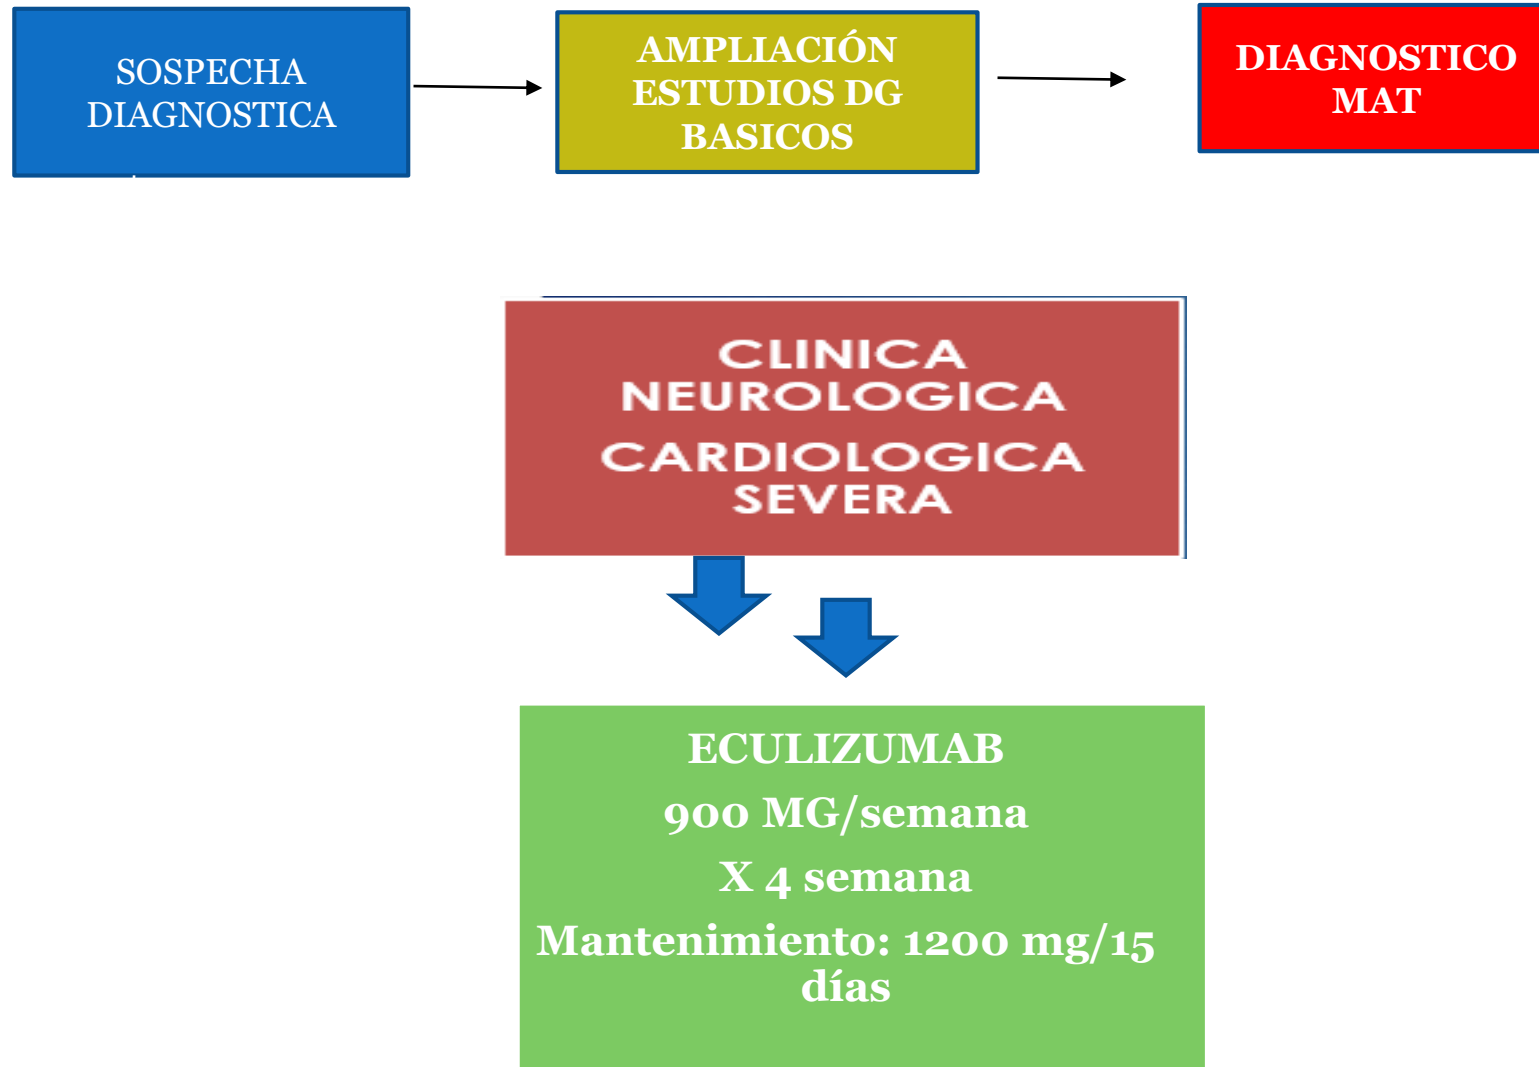 SOSPECHA
DIAGNOSTICA
AMPLIACIÓN
ESTUDIOS DG
BASICOS
DIAGNOSTICO
MAT
CLINICA
NEUROLOGICA
CARDIOLOGICA
SEVERA
ECULIZUMAB
900 MG/semana
X 4 semana
Mantenimiento: 1200 mg/15
días